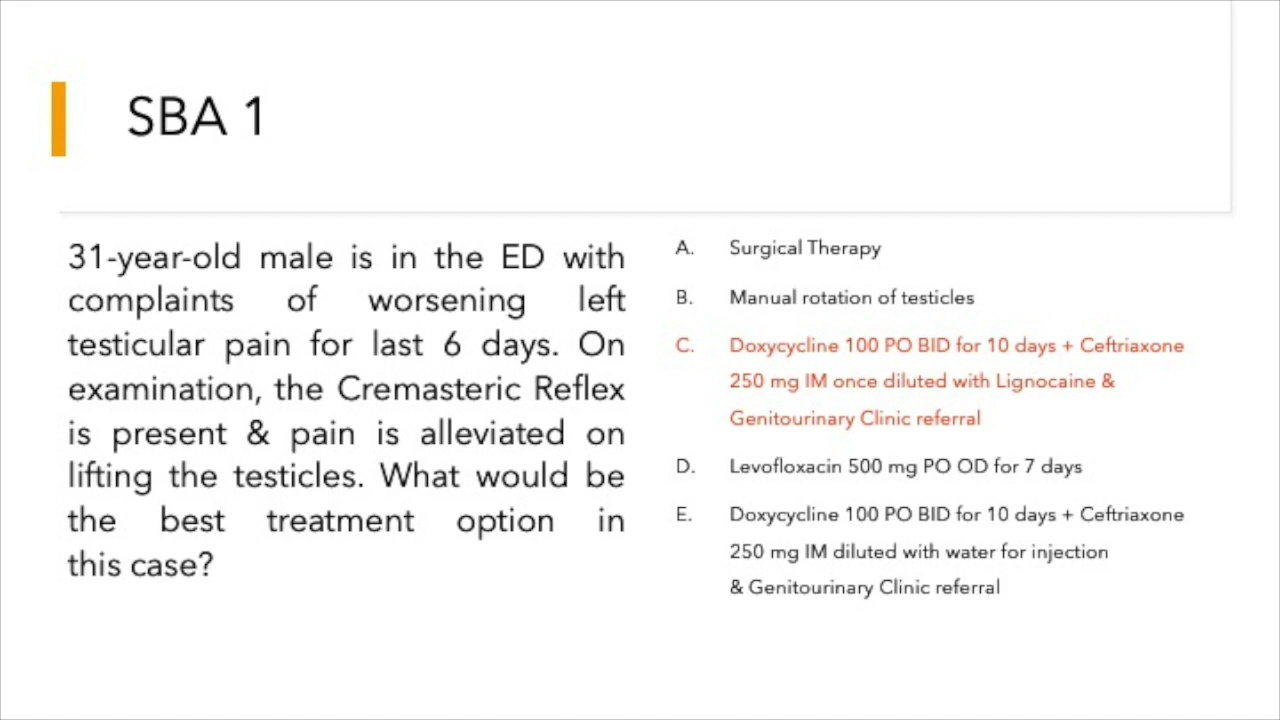 SBA 1
31-year-old male is in the ED with
complaints of worsening left
testicular pain for last 6 days. On
examination, the Cremasteric Reflex
is present & pain is alleviated on
lifting the testicles. What would be
the best treatment option in
this case?
A. Surgical Therapy
B. Manual rotation of testicles
C. Doxycycline 100 PO BID for 10 days + Ceftriaxone
250 mg IM once diluted with Lignocaine &
Genitourinary Clinic referral
D. Levofloxacin 500 mg PO OD for 7 days
E. Doxycycline 100 PO BID for 10 days + Ceftriaxone
250 mg IM diluted with water for injection
& Genitourinary Clinic referral